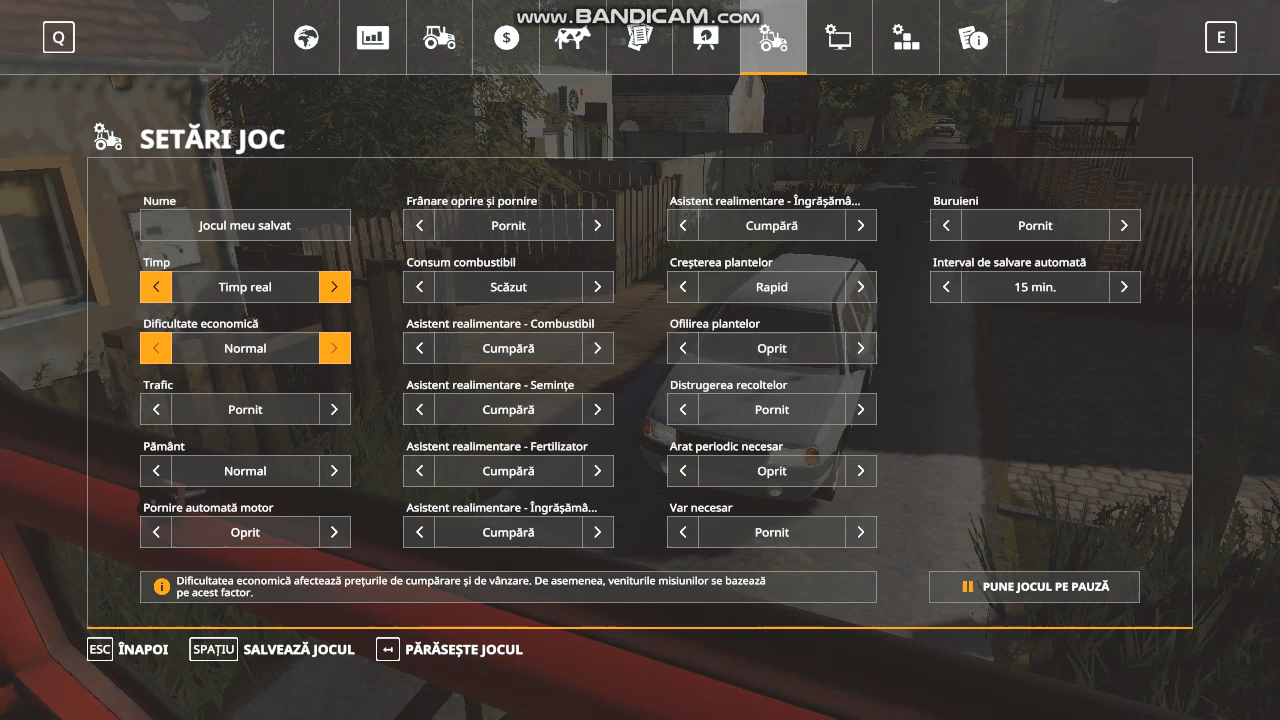 www.BANDICAM.com
Q
E
SETĂRI JOC
Nume
Jocul meu salvat
Timp
Timp real
Dificultate economică
Normal
Trafic
Pornit
Pământ
Normal
Pornire automată motor
Oprit
Frânare oprire și pornire
Pornit
Consum combustibil
Scăzut
Asistent realimentare - Combustibil
Cumpără
Asistent realimentare - Semințe
Cumpără
Asistent realimentare - Fertilizator
Cumpără
Asistent realimentare - Îngrășămâ...
Cumpără
Asistent realimentare - Îngrășămâ...
Cumpără
Creșterea plantelor
Rapid
Ofilirea plantelor
Oprit
Distrugerea recoltelor
Pornit
Arat periodic necesar
Oprit
Var necesar
Pornit
Buruieni
Pornit
Interval de salvare automată
15 min.
Dificultatea economică afectează prețurile de cumpărare și de vânzare. De asemenea, veniturile misiunilor se bazează
pe acest factor.
PUNE JOCUL PE PAUZĂ
ESC ÎNAPOI SPAȚIU SALVEAZĂ JOCUL PĂRĂSEȘTE JOCUL